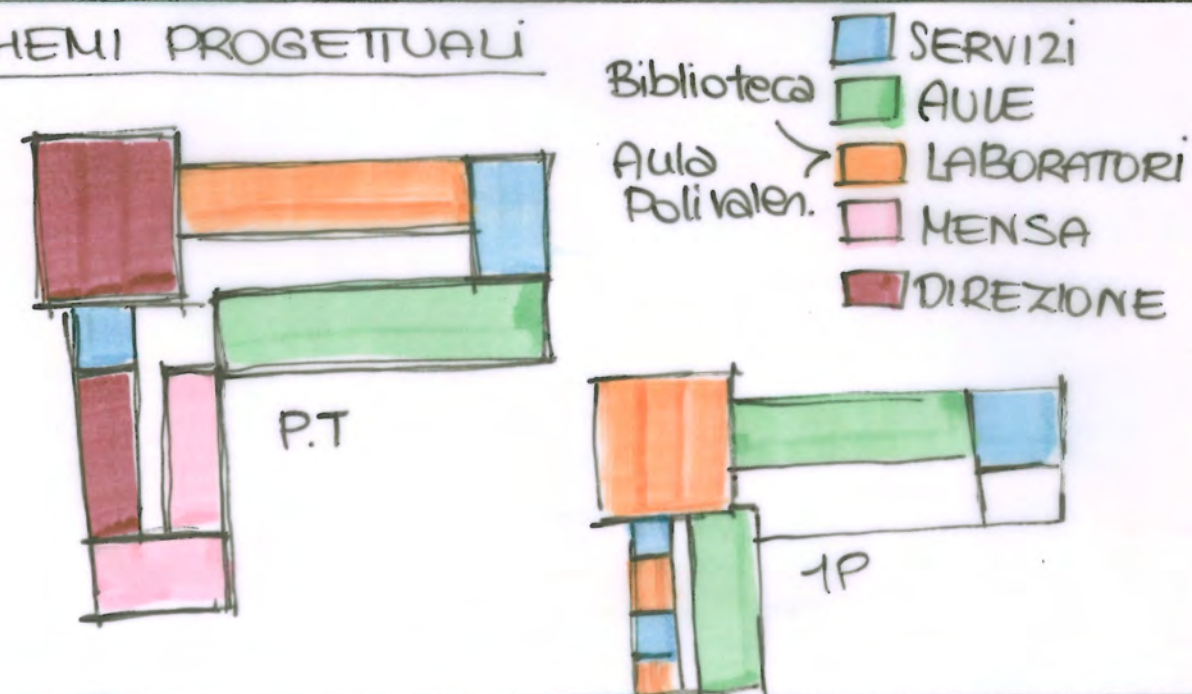 HEMI PROGETTUALI
Biblioteca
Aula
Polivalen.
SERVIZI
AULE
LABORATORI
MENSA
DIREZIONE
P.T
1P